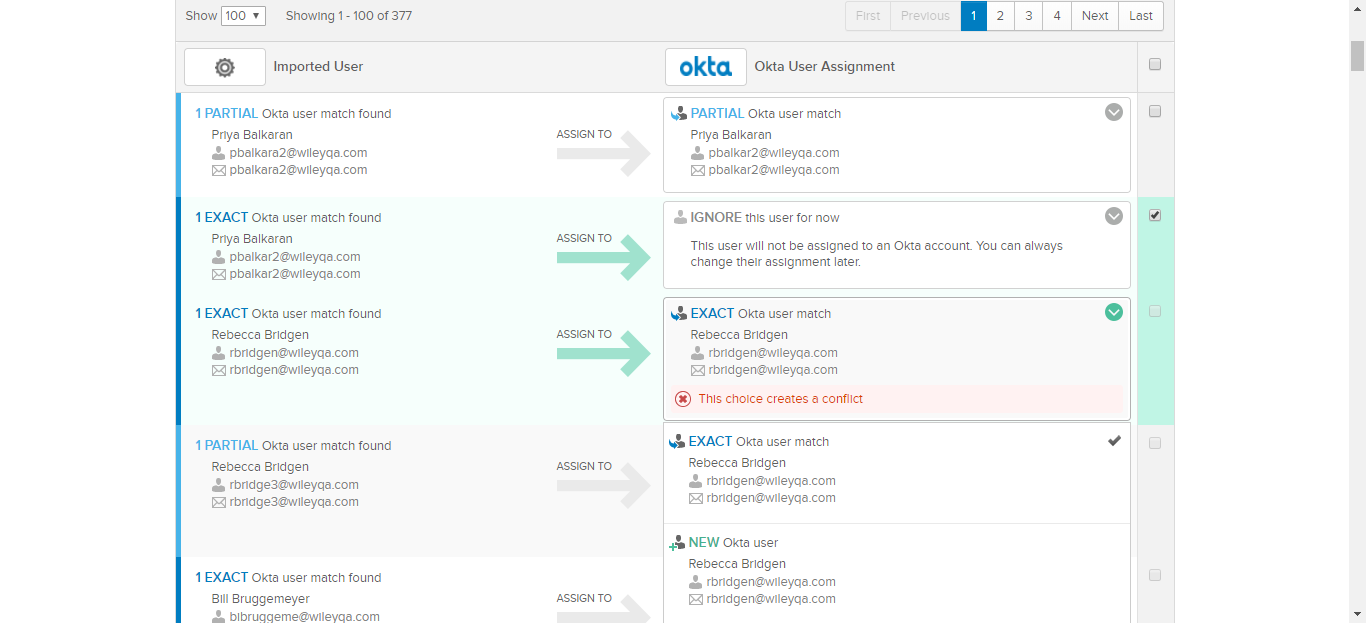 Show 100 Showing 1 - 100 of 377 First Previous 1 2 3 4 Next Last
Imported User okta Okta User Assignment
1 PARTIAL Okta user match found
Priya Balkaran
pbalkara2@wileyqa.com
pbalkara2@wileyqa.com
ASSIGN TO
PARTIAL Okta user match
Priya Balkaran
pbalkar2@wileyqa.com
pbalkar2@wileyqa.com
1 EXACT Okta user match found
Priya Balkaran
pbalkar2@wileyqa.com
pbalkar2@wileyqa.com
ASSIGN TO
IGNORE this user for now
This user will not be assigned to an Okta account. You can always
change their assignment later.
1 EXACT Okta user match found
Rebecca Bridgen
rbridgen@wileyqa.com
rbridgen@wileyqa.com
ASSIGN TO
EXACT Okta user match
Rebecca Bridgen
rbridgen@wileyqa.com
rbridgen@wileyqa.com
This choice creates a conflict
1 PARTIAL Okta user match found
Rebecca Bridgen
rbridge3@wileyqa.com
rbridge3@wileyqa.com
ASSIGN TO
EXACT Okta user match
Rebecca Bridgen
rbridgen@wileyqa.com
rbridgen@wileyqa.com
NEW Okta user
Rebecca Bridgen
rbridgen@wileyqa.com
rbridgen@wileyqa.com
1 EXACT Okta user match found
Bill Bruggemeyer
bibruggeme@wileyqa.com
ASSIGN TO